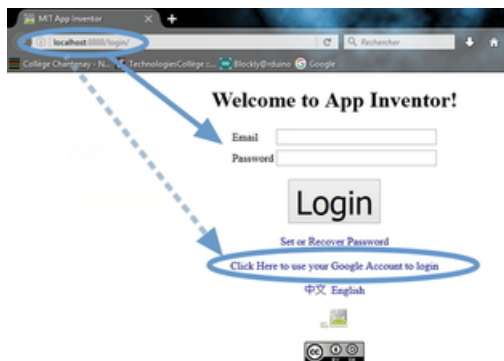 MIT App Inventor
localhost:8888/login/
Rechercher
Collège Chantenay - N...
TechnologiesCollège ::...
Blockly@rduino
Google
Welcome to App Inventor!
Email
Password
Login
Set or Recover Password
Click Here to use your Google Account to login
中文 English